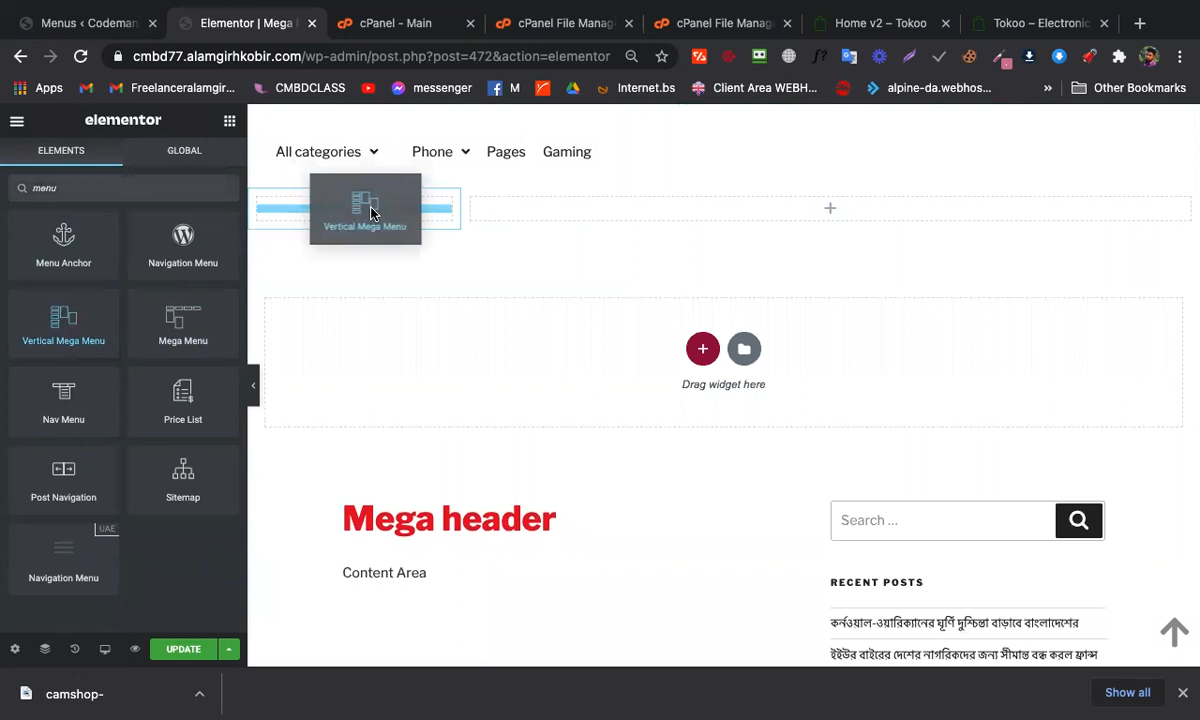 Menus ‹ Codeman
Elementor | Mega H
cPanel - Main
cPanel File Manag
cPanel File Manag
Home v2 – Tokoo
Tokoo – Electronic
cmbd77.alamgirhkobir.com/wp-admin/post.php?post=472&action=elementor
Apps
Freelanceralamgir...
CMBDCLASS
messenger
M
Internet.bs
Client Area WEBH...
alpine-da.webhos...
»
Other Bookmarks
elementor
ELEMENTS
GLOBAL
menu
Menu Anchor
Navigation Menu
Vertical Mega Menu
Mega Menu
Nav Menu
Price List
Post Navigation
Sitemap
UAE
Navigation Menu
UPDATE
All categories
Phone
Pages
Gaming
Vertical Mega Menu
Drag widget here
Mega header
Content Area
Search ...
RECENT POSTS
কর্নওয়াল-ওয়ারিক্যানের ঘূর্ণি দুশ্চিন্তা বাড়াবে বাংলাদেশের
ইইউর বাইরের দেশের নাগরিকদের জন্য সীমান্ত বন্ধ করল ফ্রান্স
camshop-
Show all